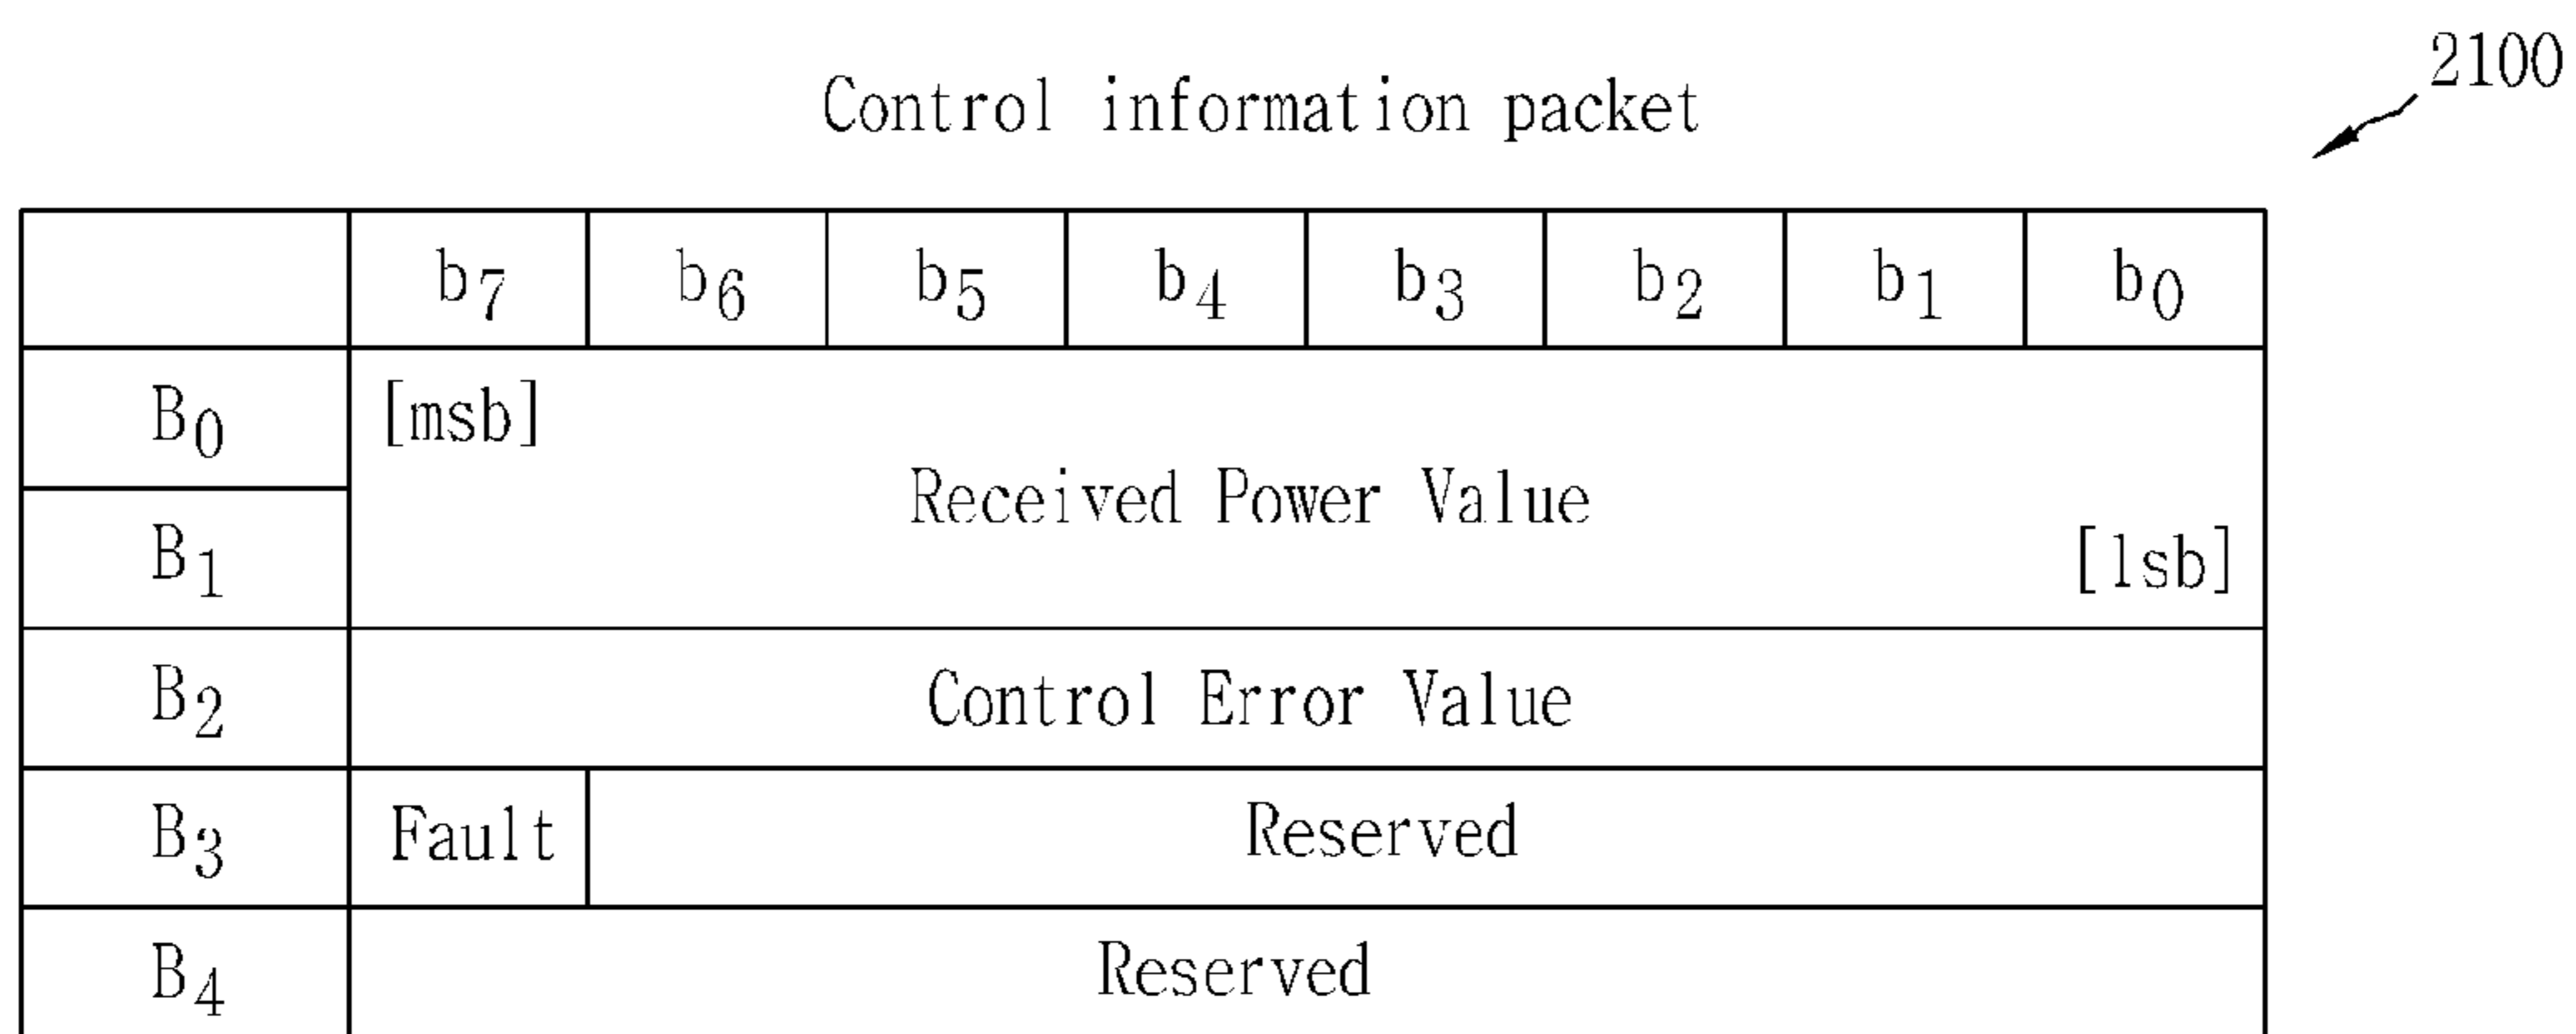 2100
Control information packet
b7 b6 b5 b4 b3 b2 b1 b0
B0 [msb]
Received Power Value
B1 [lsb]
B2 Control Error Value
B3 Fault Reserved
B4 Reserved